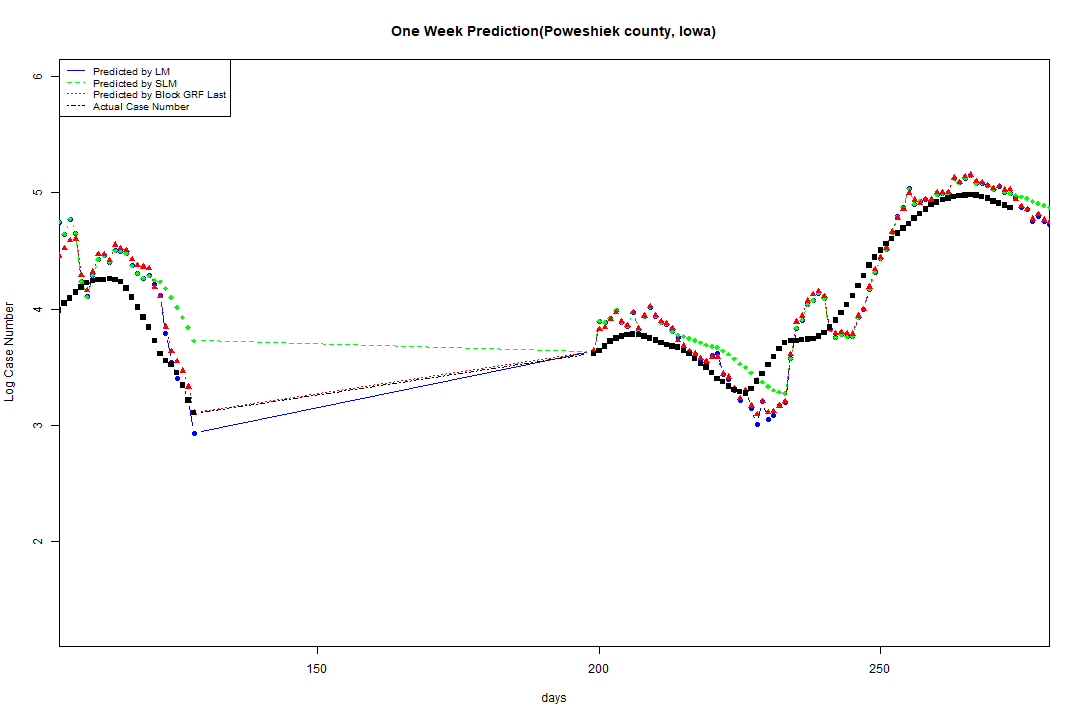 One Week Prediction(Poweshiek county, Iowa)
Predicted by LM
Predicted by SLM
Predicted by Block GRF Last
Actual Case Number
Log Case Number
6
5
4
3
2
150
200
250
days